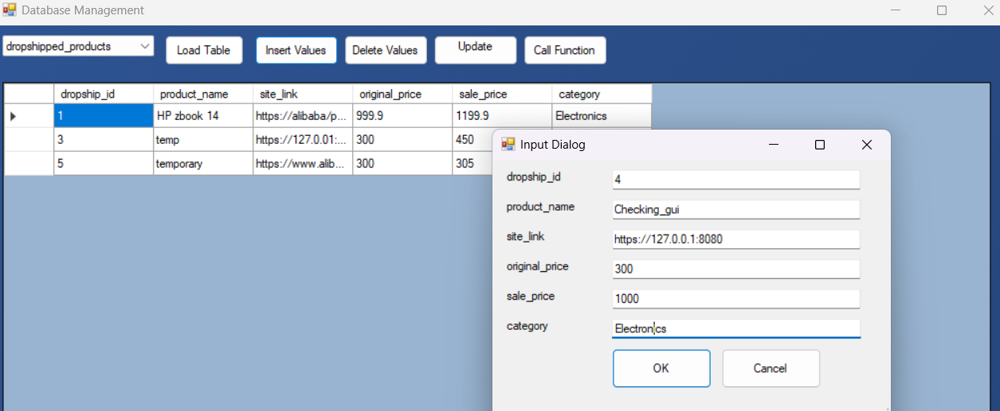 Database Management
dropshipped_products
Load Table
Insert Values
Delete Values
Update
Call Function
dropship_id product_name site_link original_price sale_price category
1 HP zbook 14 https://alibaba/p... 999.9 1199.9 Electronics
3 temp https://127.0.01:... 300 450
5 temporary https://www.alib... 300 305
Input Dialog
dropship_id 4
product_name Checking_gui
site_link https://127.0.0.1:8080
original_price 300
sale_price 1000
category Electronics
OK Cancel